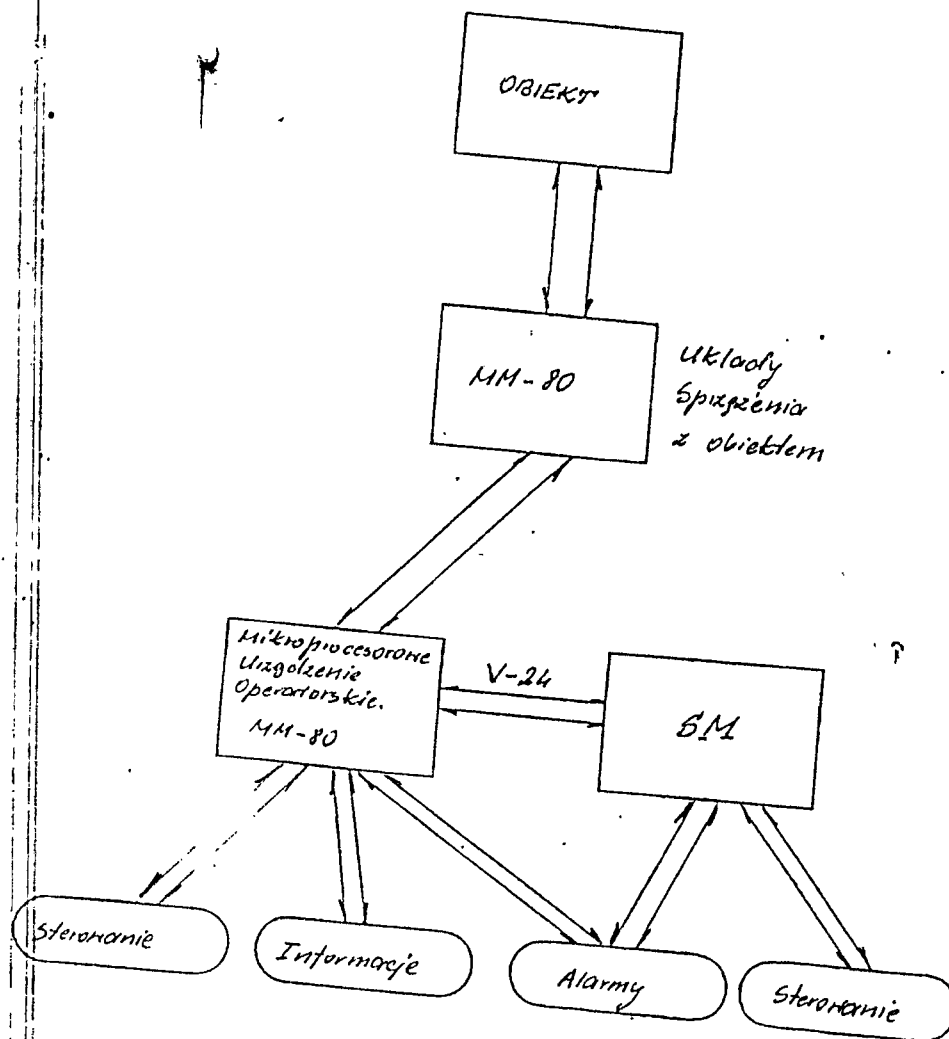 OBIEKT
MM-80
Układy
Sprzężenia
z obiektem
Mikroprocesorowe
Urządzenie
Operatorskie.
MM-80
V-24
SM
Sterowanie
Informacje
Alarmy
Sterowanie